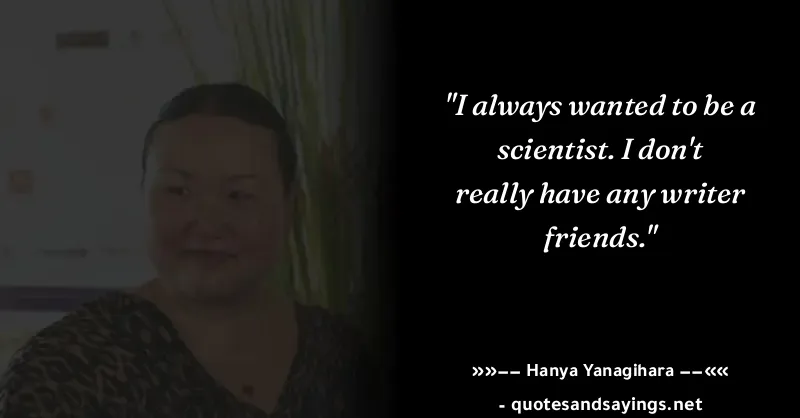 "I always wanted to be a
scientist. I don't
really have any writer
friends."
»»–– Hanya Yanagihara ––««
- quotesandsayings.net